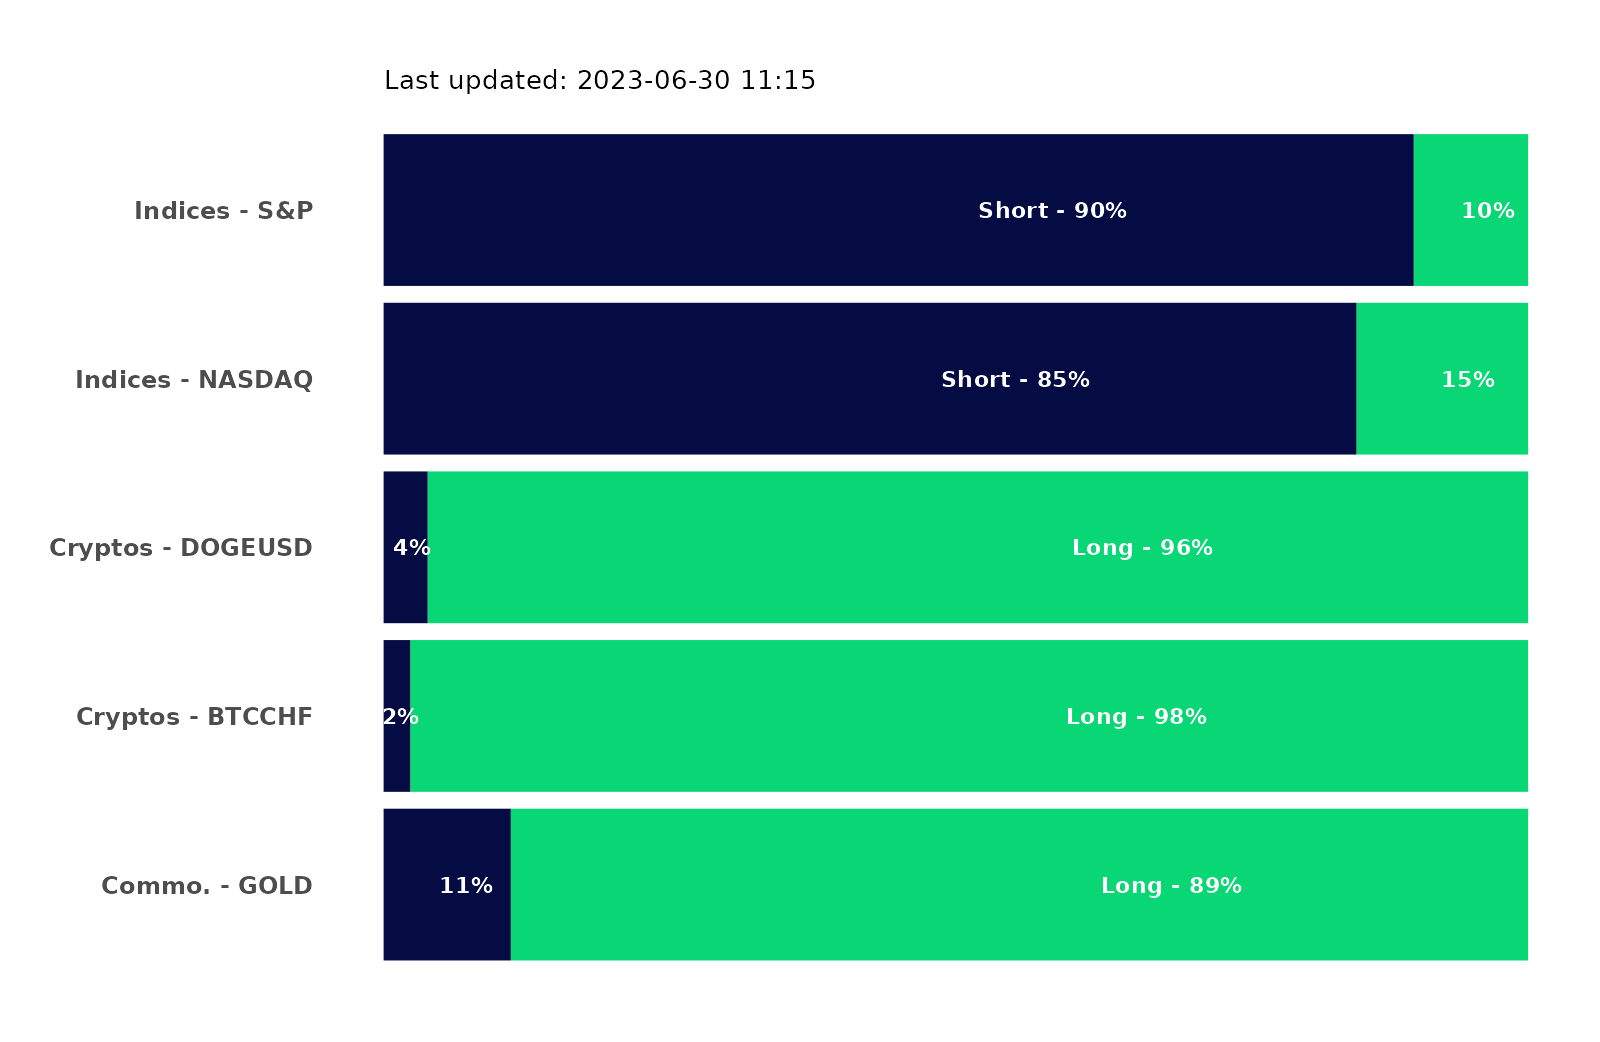 Last updated: 2023-06-30 11:15
Indices - S&P Short - 90% 10%
Indices - NASDAQ Short - 85% 15%
Cryptos - DOGEUSD 4% Long - 96%
Cryptos - BTCCHF 2% Long - 98%
Commo. - GOLD 11% Long - 89%